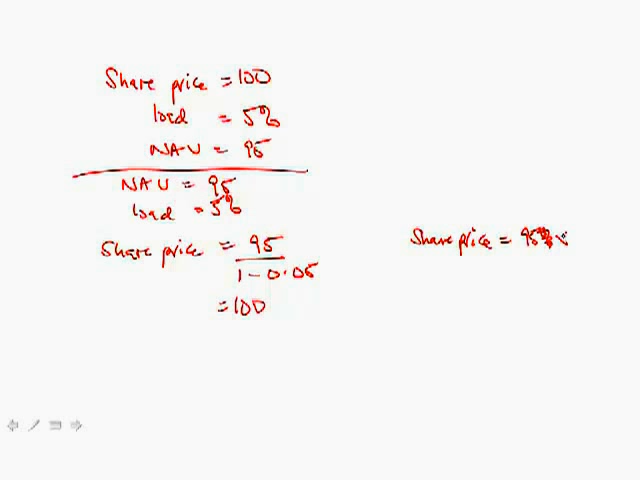 Share price = 100
load = 5%
NAV = 95
NAV = 95
load = 5%
Share price = 95
1 - 0.05
= 100
Share price = 95